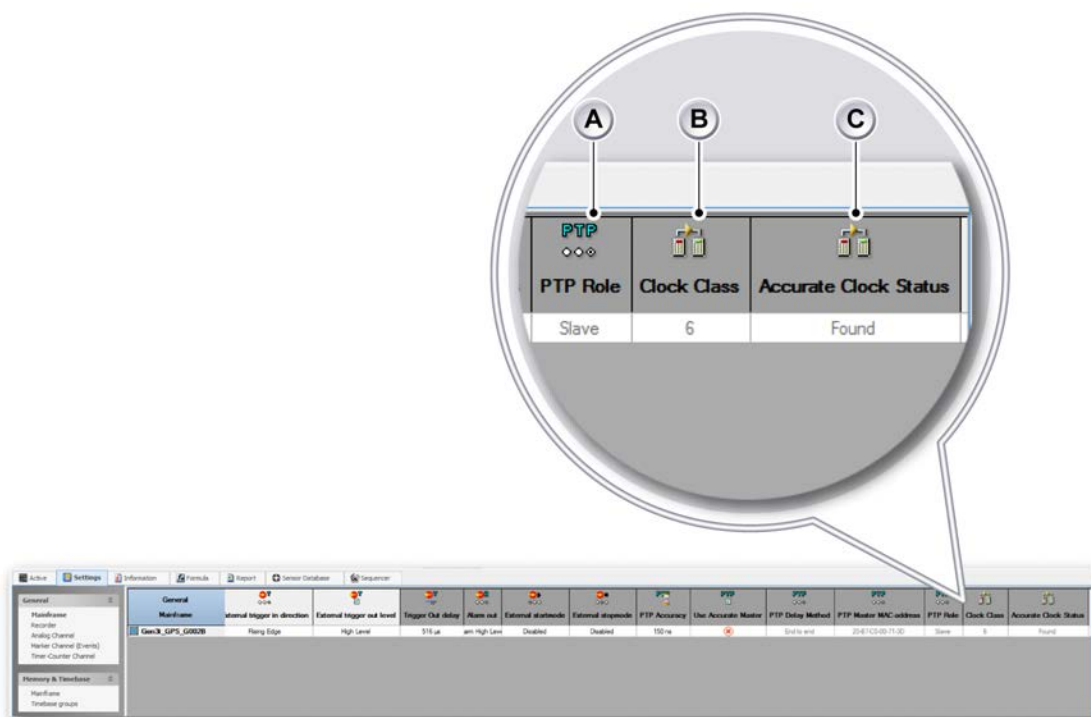 A B C
PTP
PTP Role Clock Class Accurate Clock Status
Slave 6 Found
Active Settings Information Formula Report Sensor Database Sequencer
General
Mainframe
Recorder
Analog Channel
Marker Channel (Events)
Timer-Counter Channel
Memory & Timebase
Mainframe
Timebase groups
General
Mainframe xternal trigger in direction External trigger out level Trigger Out delay Alarm out External startmode External stopmode PTP Accuracy Use Accurate Master PTP Delay Method PTP Master MAC-address PTP Role Clock Class Accurate Clock Status
Rising Edge High Level 516 µs arm High Leve Disabled Disabled 150 ns End to end Slave 6 Found